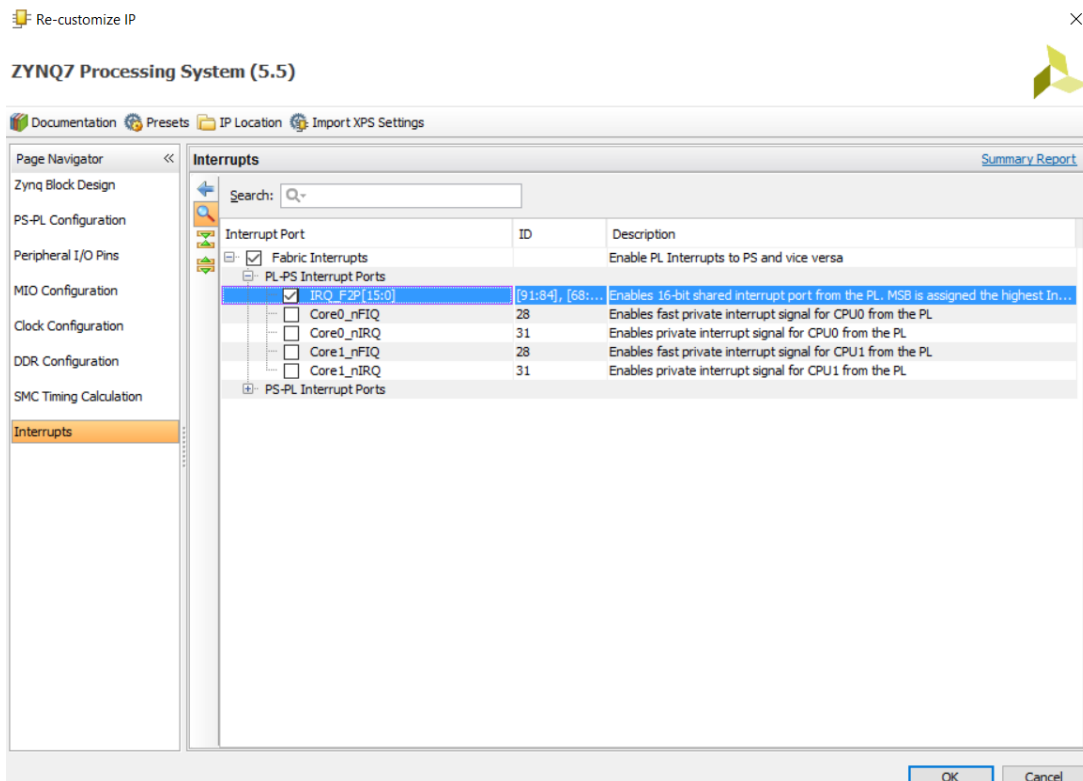 Re-customize IP
ZYNQ7 Processing System (5.5)
Documentation Presets IP Location Import XPS Settings
Page Navigator «
Zynq Block Design
PS-PL Configuration
Peripheral I/O Pins
MIO Configuration
Clock Configuration
DDR Configuration
SMC Timing Calculation
Interrupts
Interrupts Summary Report
Search:
Interrupt Port ID Description
Fabric Interrupts Enable PL Interrupts to PS and vice versa
PL-PS Interrupt Ports
IRQ_F2P[15:0] [91:84], [68:... Enables 16-bit shared interrupt port from the PL. MSB is assigned the highest In...
Core0_nFIQ 28 Enables fast private interrupt signal for CPU0 from the PL
Core0_nIRQ 31 Enables private interrupt signal for CPU0 from the PL
Core1_nFIQ 28 Enables fast private interrupt signal for CPU1 from the PL
Core1_nIRQ 31 Enables private interrupt signal for CPU1 from the PL
PS-PL Interrupt Ports
OK Cancel